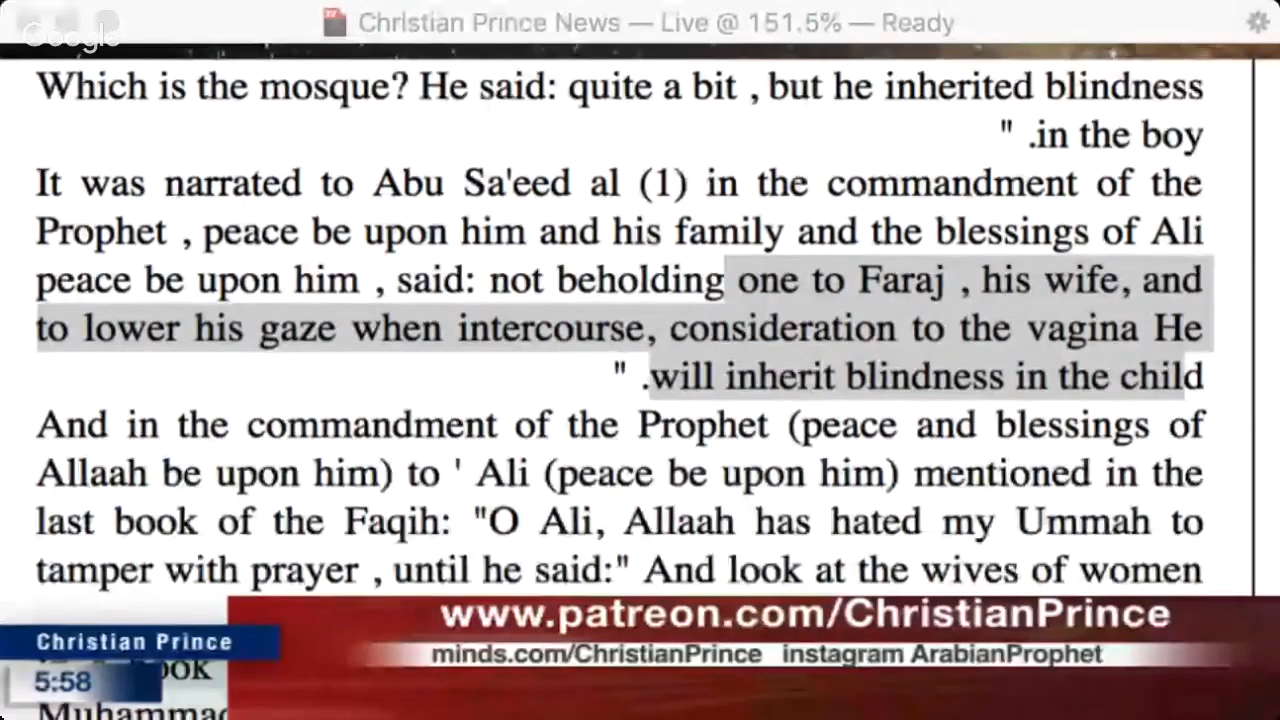 Christian Prince News — Live @ 151.5% — Ready
Google
Which is the mosque? He said: quite a bit , but he inherited blindness
" .in the boy
It was narrated to Abu Sa'eed al (1) in the commandment of the
Prophet , peace be upon him and his family and the blessings of Ali
peace be upon him , said: not beholding one to Faraj , his wife, and
to lower his gaze when intercourse, consideration to the vagina He
" .will inherit blindness in the child
And in the commandment of the Prophet (peace and blessings of
Allaah be upon him) to ' Ali (peace be upon him) mentioned in the
last book of the Faqih: "O Ali, Allaah has hated my Ummah to
tamper with prayer , until he said:" And look at the wives of women
www.patreon.com/ChristianPrince
Christian Prince
minds.com/ChristianPrince instagram ArabianProphet
5:58